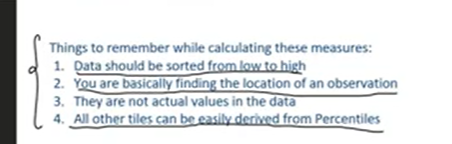 Things to remember while calculating these measures:
1. Data should be sorted from low to high
2. You are basically finding the location of an observation
3. They are not actual values in the data
4. All other tiles can be easily derived from Percentiles